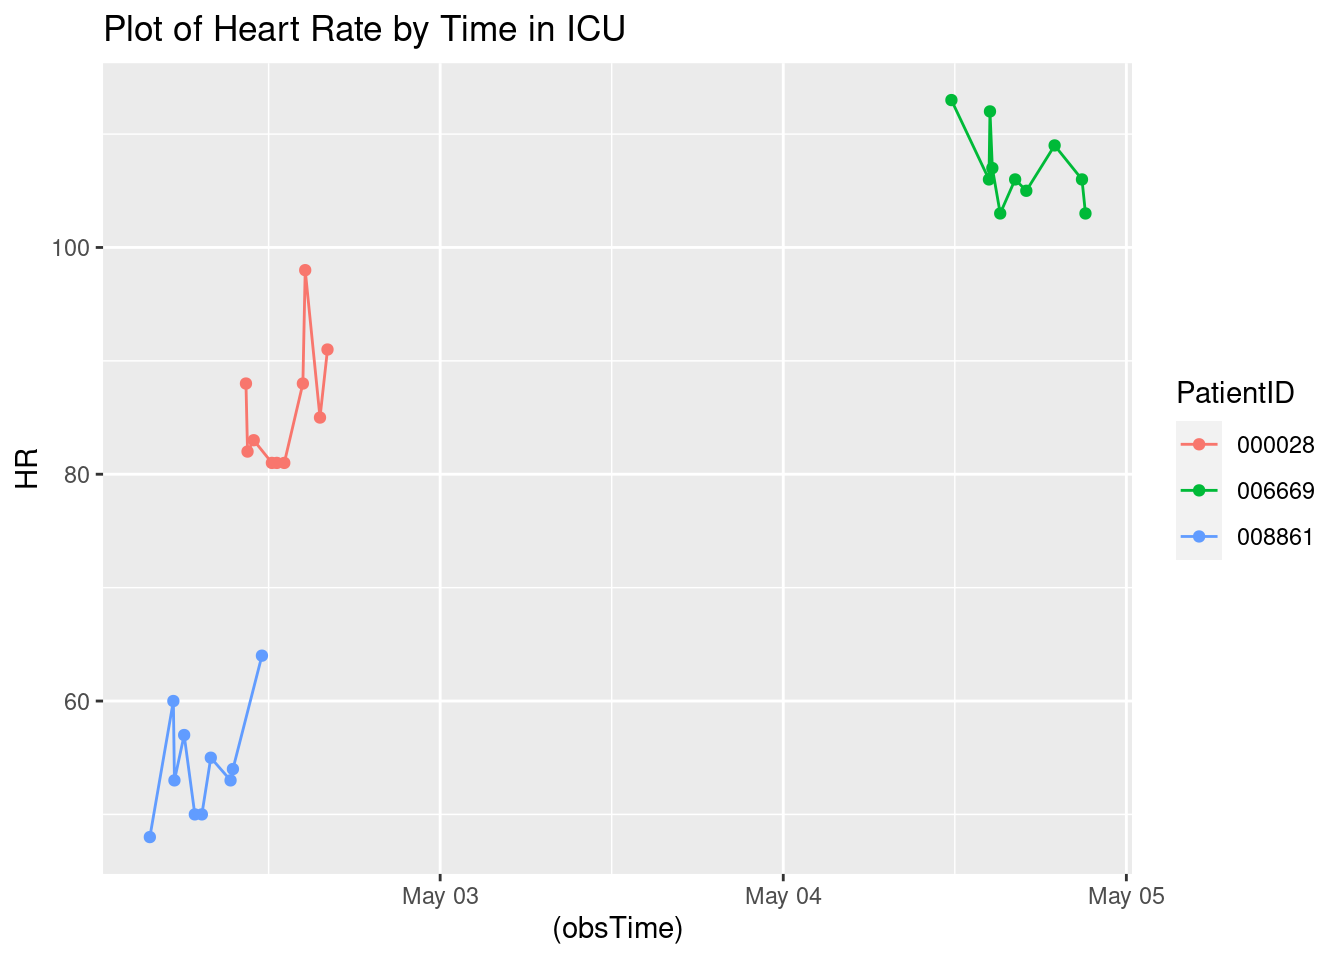 Plot of Heart Rate by Time in ICU
HR
100
80
60
May 03
May 04
May 05
(obsTime)
PatientID
000028
006669
008861